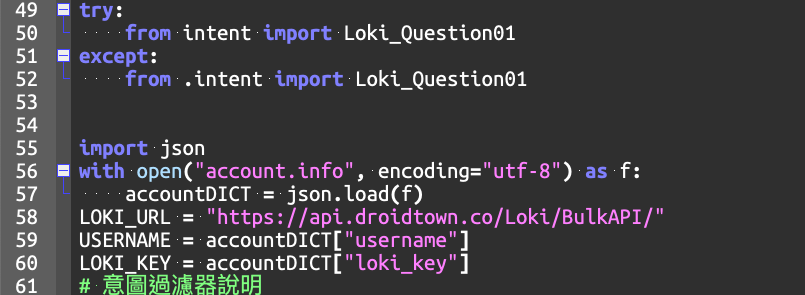 49 try:
50     from intent import Loki_Question01
51 except:
52     from .intent import Loki_Question01
53
54
55 import json
56 with open("account.info", encoding="utf-8") as f:
57     accountDICT = json.load(f)
58 LOKI_URL = "https://api.droidtown.co/Loki/BulkAPI/"
59 USERNAME = accountDICT["username"]
60 LOKI_KEY = accountDICT["loki_key"]
61 # 意圖過濾器說明